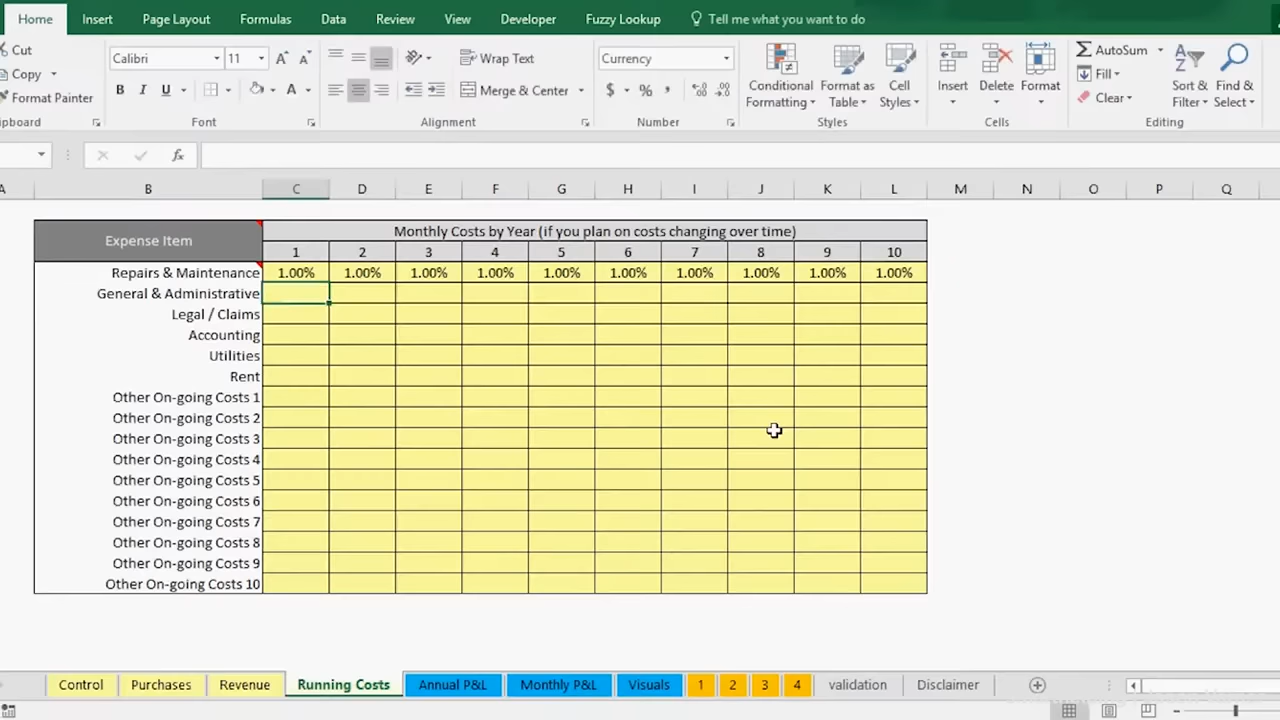 Home Insert Page Layout Formulas Data Review View Developer Fuzzy Lookup Tell me what you want to do
Cut
Copy
Format Painter
Calibri 11
B I U
Wrap Text
Merge & Center
Currency
$ %
Conditional Formatting
Format as Table
Cell Styles
Insert Delete Format
AutoSum
Fill
Clear
Sort & Filter
Find & Select
ipboard Font Alignment Number Styles Cells Editing
fx
A B C D E F G H I J K L M N O P Q
Expense Item
Monthly Costs by Year (if you plan on costs changing over time)
1 2 3 4 5 6 7 8 9 10
Repairs & Maintenance 1.00% 1.00% 1.00% 1.00% 1.00% 1.00% 1.00% 1.00% 1.00% 1.00%
General & Administrative
Legal / Claims
Accounting
Utilities
Rent
Other On-going Costs 1
Other On-going Costs 2
Other On-going Costs 3
Other On-going Costs 4
Other On-going Costs 5
Other On-going Costs 6
Other On-going Costs 7
Other On-going Costs 8
Other On-going Costs 9
Other On-going Costs 10
Control Purchases Revenue Running Costs Annual P&L Monthly P&L Visuals 1 2 3 4 validation Disclaimer